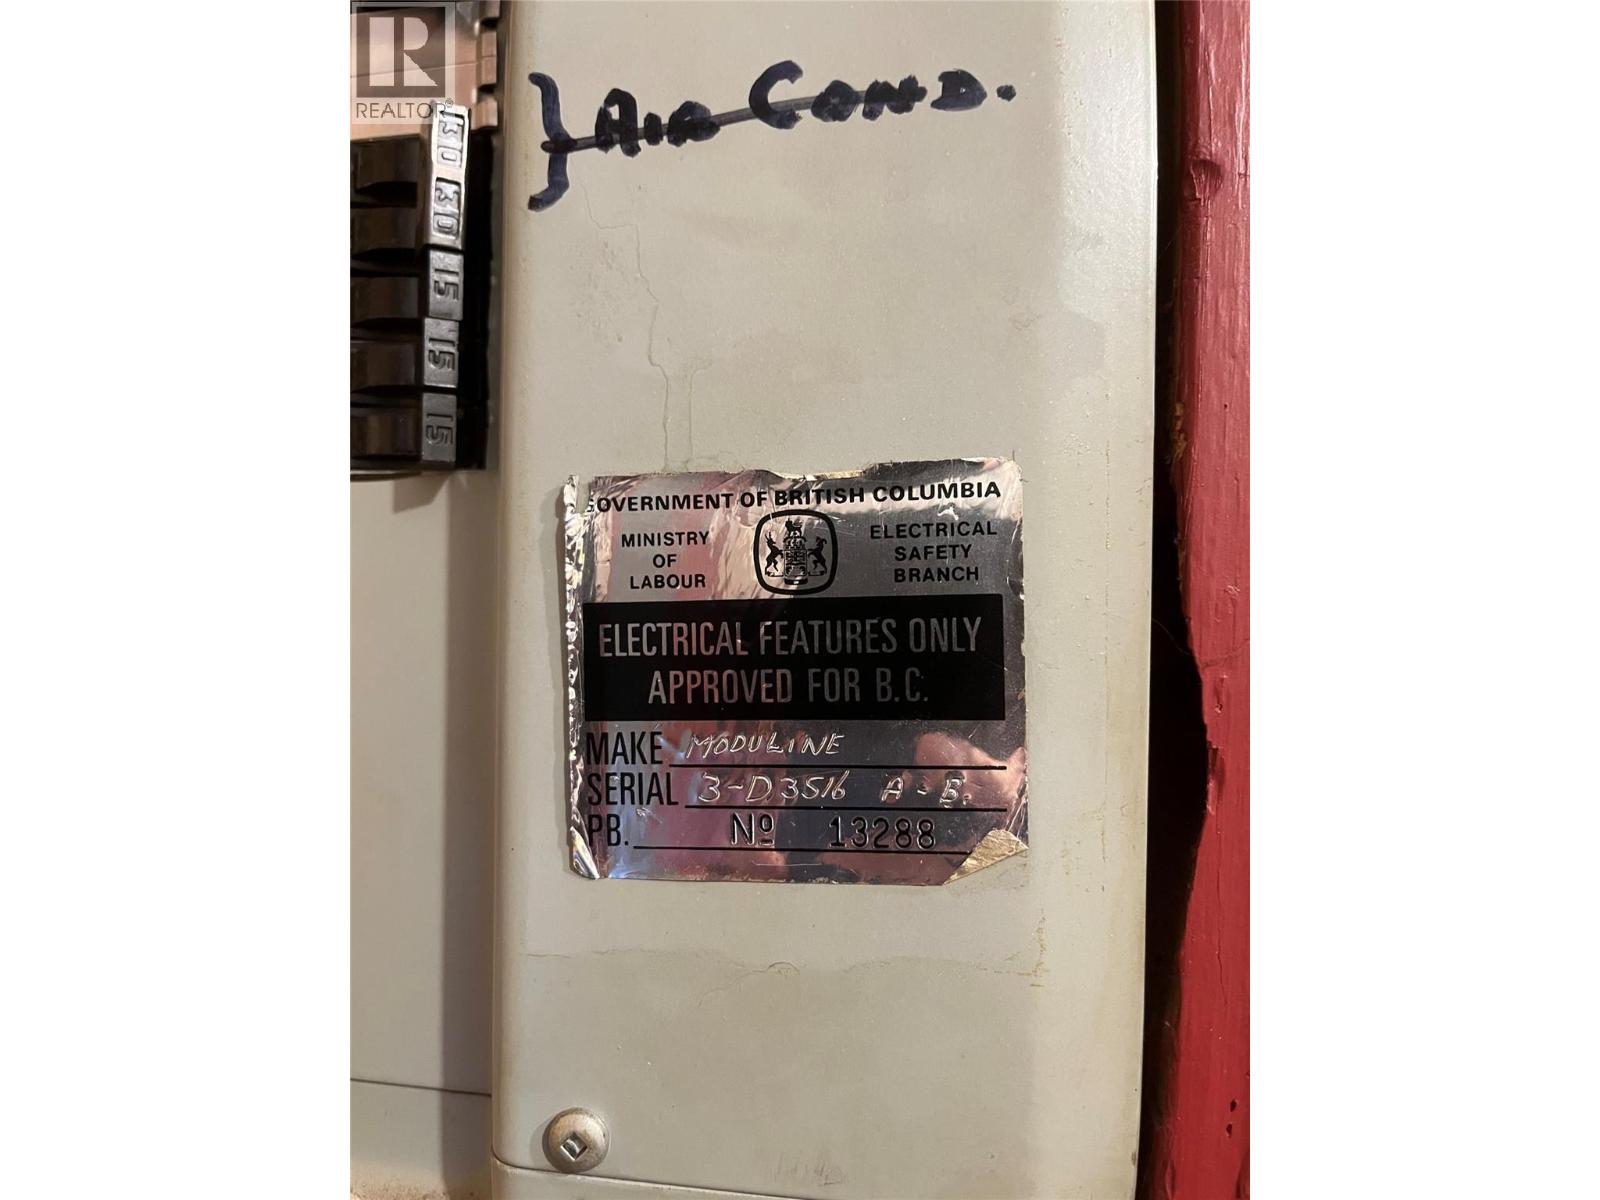 R
REALTOR®
} AIR COND.
30
30
15
15
15
GOVERNMENT OF BRITISH COLUMBIA
MINISTRY
OF
LABOUR
ELECTRICAL
SAFETY
BRANCH
ELECTRICAL FEATURES ONLY
APPROVED FOR B.C.
MAKE MODULINE
SERIAL 3-D3516 A-B.
PB. Nº 13288